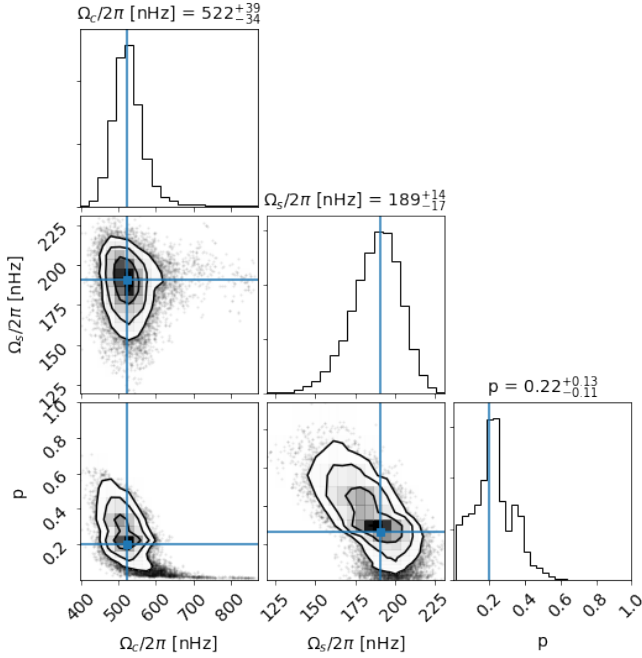 Ω_c/2π [nHz] = 522^{+39}_{-34}
Ω_s/2π [nHz] = 189^{+14}_{-17}
Ω_s/2π [nHz]
225
200
175
150
125
p = 0.22^{+0.13}_{-0.11}
p
1.0
0.8
0.6
0.4
0.2
400 500 600 700 800
Ω_c/2π [nHz]
125 150 175 200 225
Ω_s/2π [nHz]
0.2 0.4 0.6 0.8 1.0
p